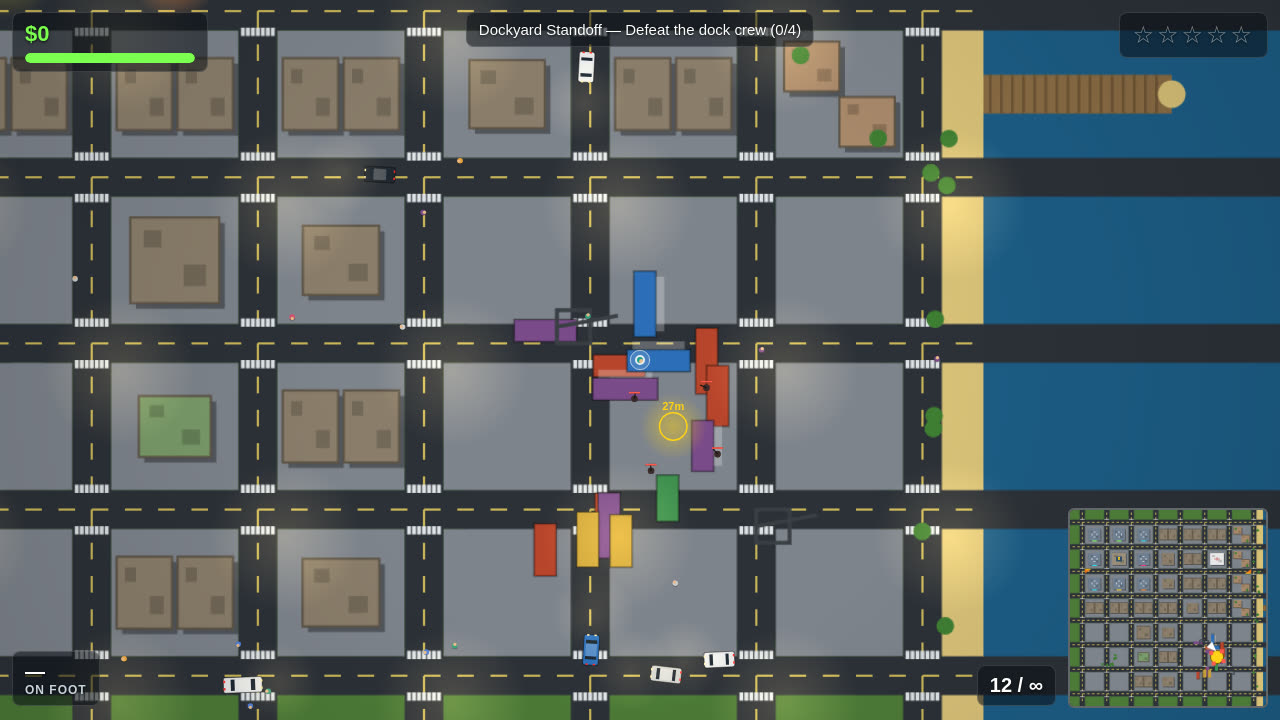 $0
Dockyard Standoff — Defeat the dock crew (0/4)
27m
ON FOOT
12 / ∞